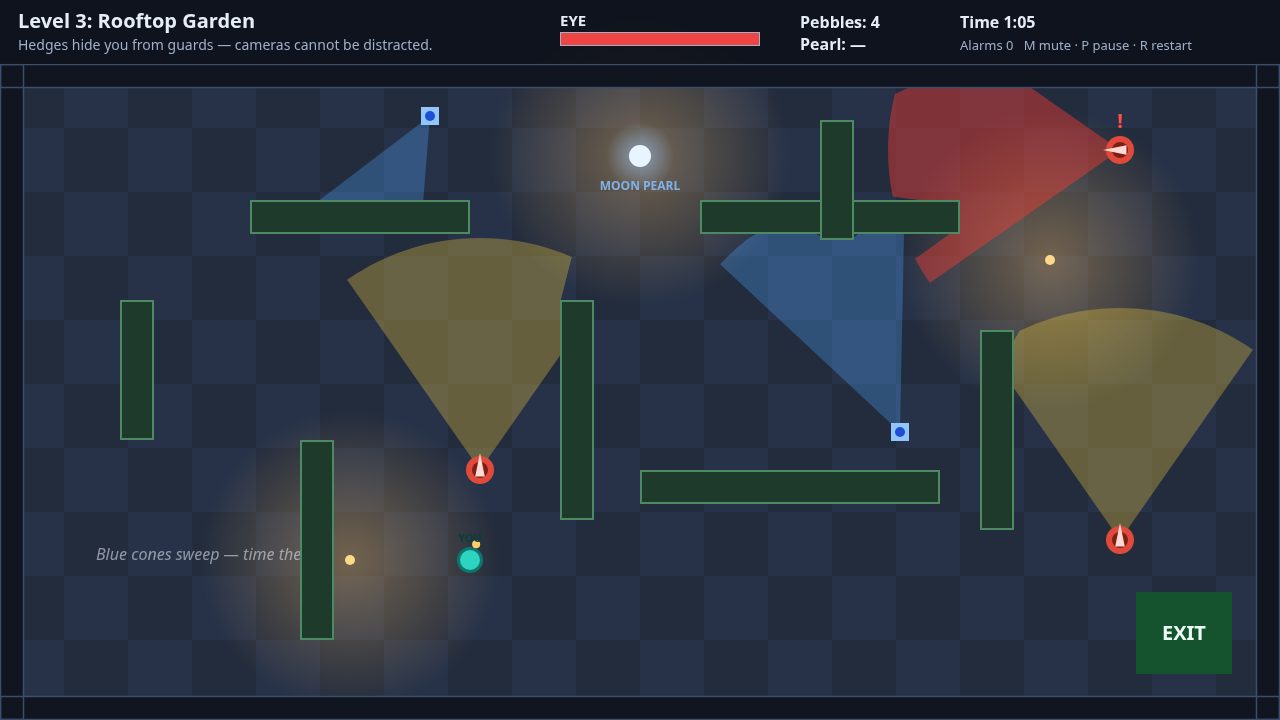 Level 3: Rooftop Garden
Hedges hide you from guards — cameras cannot be distracted.
EYE
Pebbles: 4
Pearl: —
Time 1:05
Alarms 0 M mute · P pause · R restart
!
MOON PEARL
Blue cones sweep — time the
EXIT